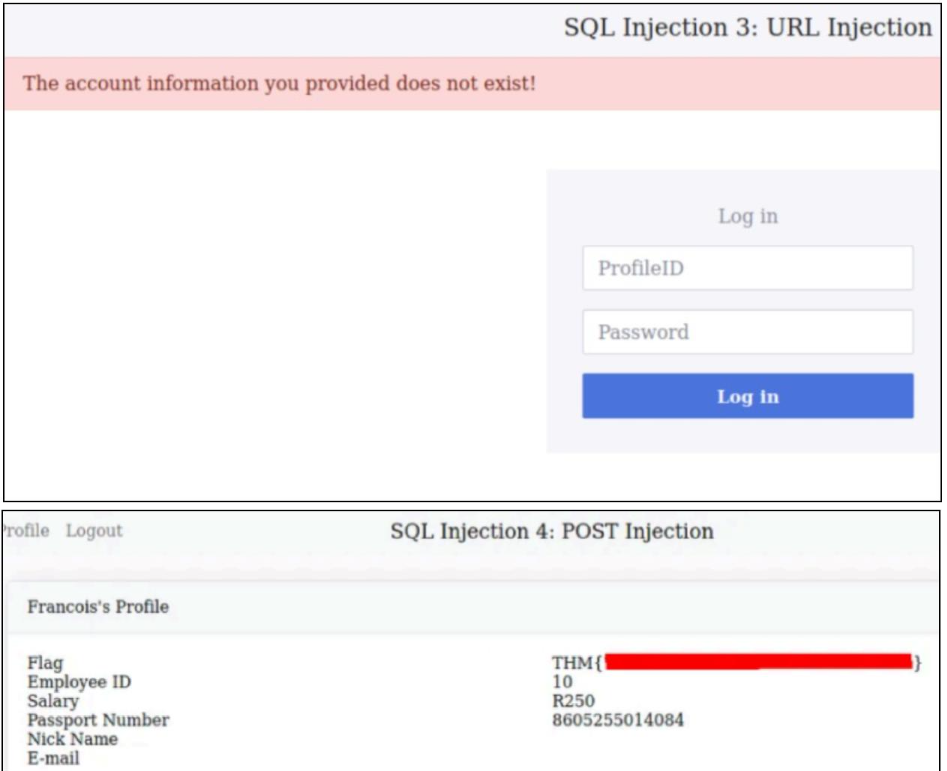 SQL Injection 3: URL Injection
The account information you provided does not exist!
Log in
ProfileID
Password
Log in
Profile Logout
SQL Injection 4: POST Injection
Francois's Profile
Flag THM{ }
Employee ID 10
Salary R250
Passport Number 8605255014084
Nick Name
E-mail